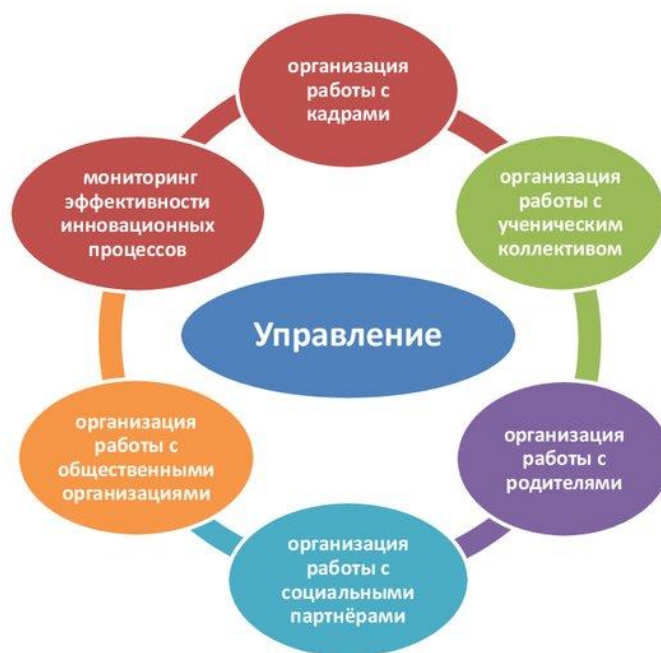 организация
работы с
кадрами
организация
работы с
ученическим
коллективом
организация
работы с
родителями
организация
работы с
социальными
партнёрами
организация
работы с
общественными
организациями
мониторинг
эффективности
инновационных
процессов
Управление